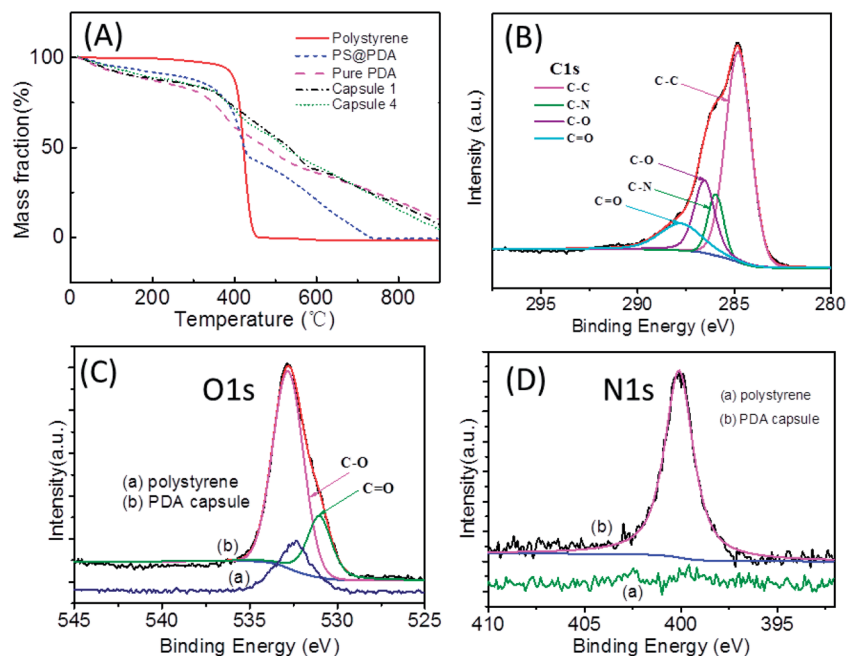 (A)
Polystyrene
PS@PDA
Pure PDA
Capsule 1
Capsule 4
100
50
0
Mass fraction(%)
0 200 400 600 800
Temperature (℃)
(B)
C1s
C-C
C-N
C-O
C=O
C-C
C-O
C-N
C=O
Intensity (a.u.)
295 290 285 280
Binding Energy (eV)
(C)
O1s
C-O
C=O
(a) polystyrene
(b) PDA capsule
(b)
(a)
Intensity(a.u.)
545 540 535 530 525
Binding Energy (eV)
(D)
N1s
(a) polystyrene
(b) PDA capsule
(b)
(a)
Intensity(a.u.)
410 405 400 395
Binding Energy (eV)